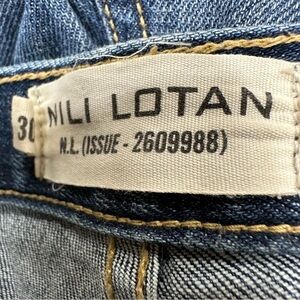 NILI LOTAN
N.L. (ISSUE - 2609988)
30